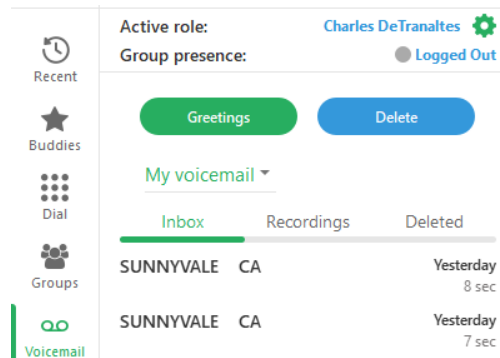 Active role: Charles DeTranaltes
Group presence: Logged Out
Recent
Greetings Delete
Buddies
My voicemail
Dial
Inbox Recordings Deleted
Groups
SUNNYVALE CA Yesterday
8 sec
SUNNYVALE CA Yesterday
7 sec
Voicemail